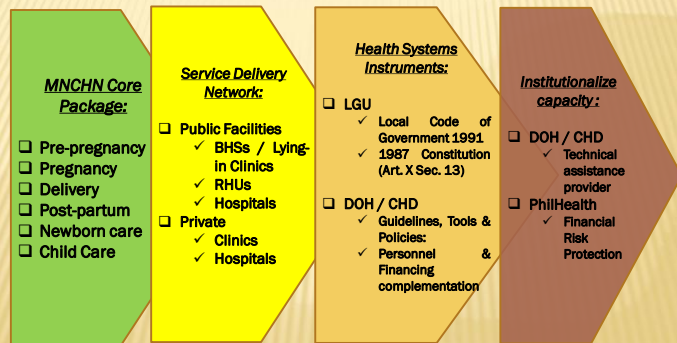 MNCHN Core
Package:
❑ Pre-pregnancy
❑ Pregnancy
❑ Delivery
❑ Post-partum
❑ Newborn care
❑ Child Care
Service Delivery
Network:
❑ Public Facilities
✓ BHSs / Lying-
in Clinics
✓ RHUs
✓ Hospitals
❑ Private
✓ Clinics
✓ Hospitals
Health Systems
Instruments:
❑ LGU
✓ Local Code of
Government 1991
✓ 1987 Constitution
(Art. X Sec. 13)
❑ DOH / CHD
✓ Guidelines, Tools &
Policies:
✓ Personnel &
Financing
complementation
Institutionalize
capacity :
❑ DOH / CHD
✓ Technical
assistance
provider
❑ PhilHealth
✓ Financial
Risk
Protection